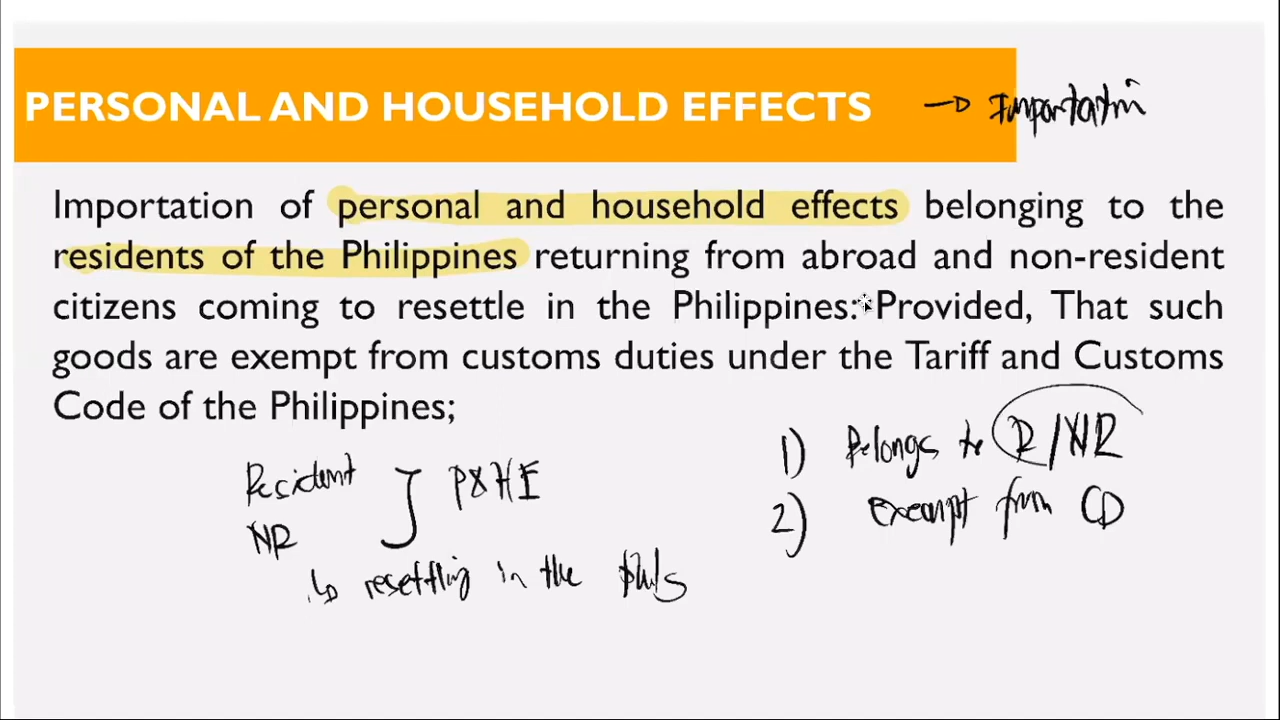 PERSONAL AND HOUSEHOLD EFFECTS → Importation
Importation of personal and household effects belonging to the
residents of the Philippines returning from abroad and non-resident
citizens coming to resettle in the Philippines: Provided, That such
goods are exempt from customs duties under the Tariff and Customs
Code of the Philippines;
Resident
NR
P&HE
↳ resettling in the Phils
1) Belongs to R/NR
2) Exempt from CD